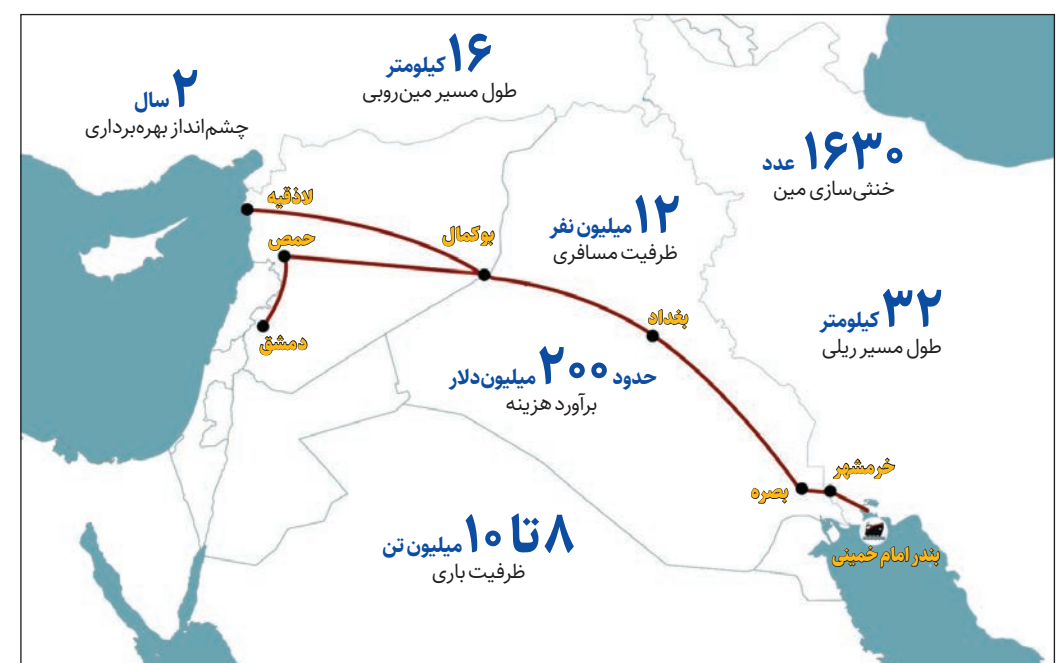 ۱۶ کیلومتر
طول مسیر مین‌روبی
۲ سال
چشم‌انداز بهره‌برداری
۱۶۳۰ عدد
خنثی‌سازی مین
لاذقیه
۱۲ میلیون نفر
ظرفیت مسافری
بوکمال
حمص
۳۲ کیلومتر
طول مسیر ریلی
بغداد
دمشق
حدود ۲۰۰ میلیون دلار
برآورد هزینه
خرمشهر
بصره
۸ تا ۱۰ میلیون تن
ظرفیت باری
بندر امام خمینی